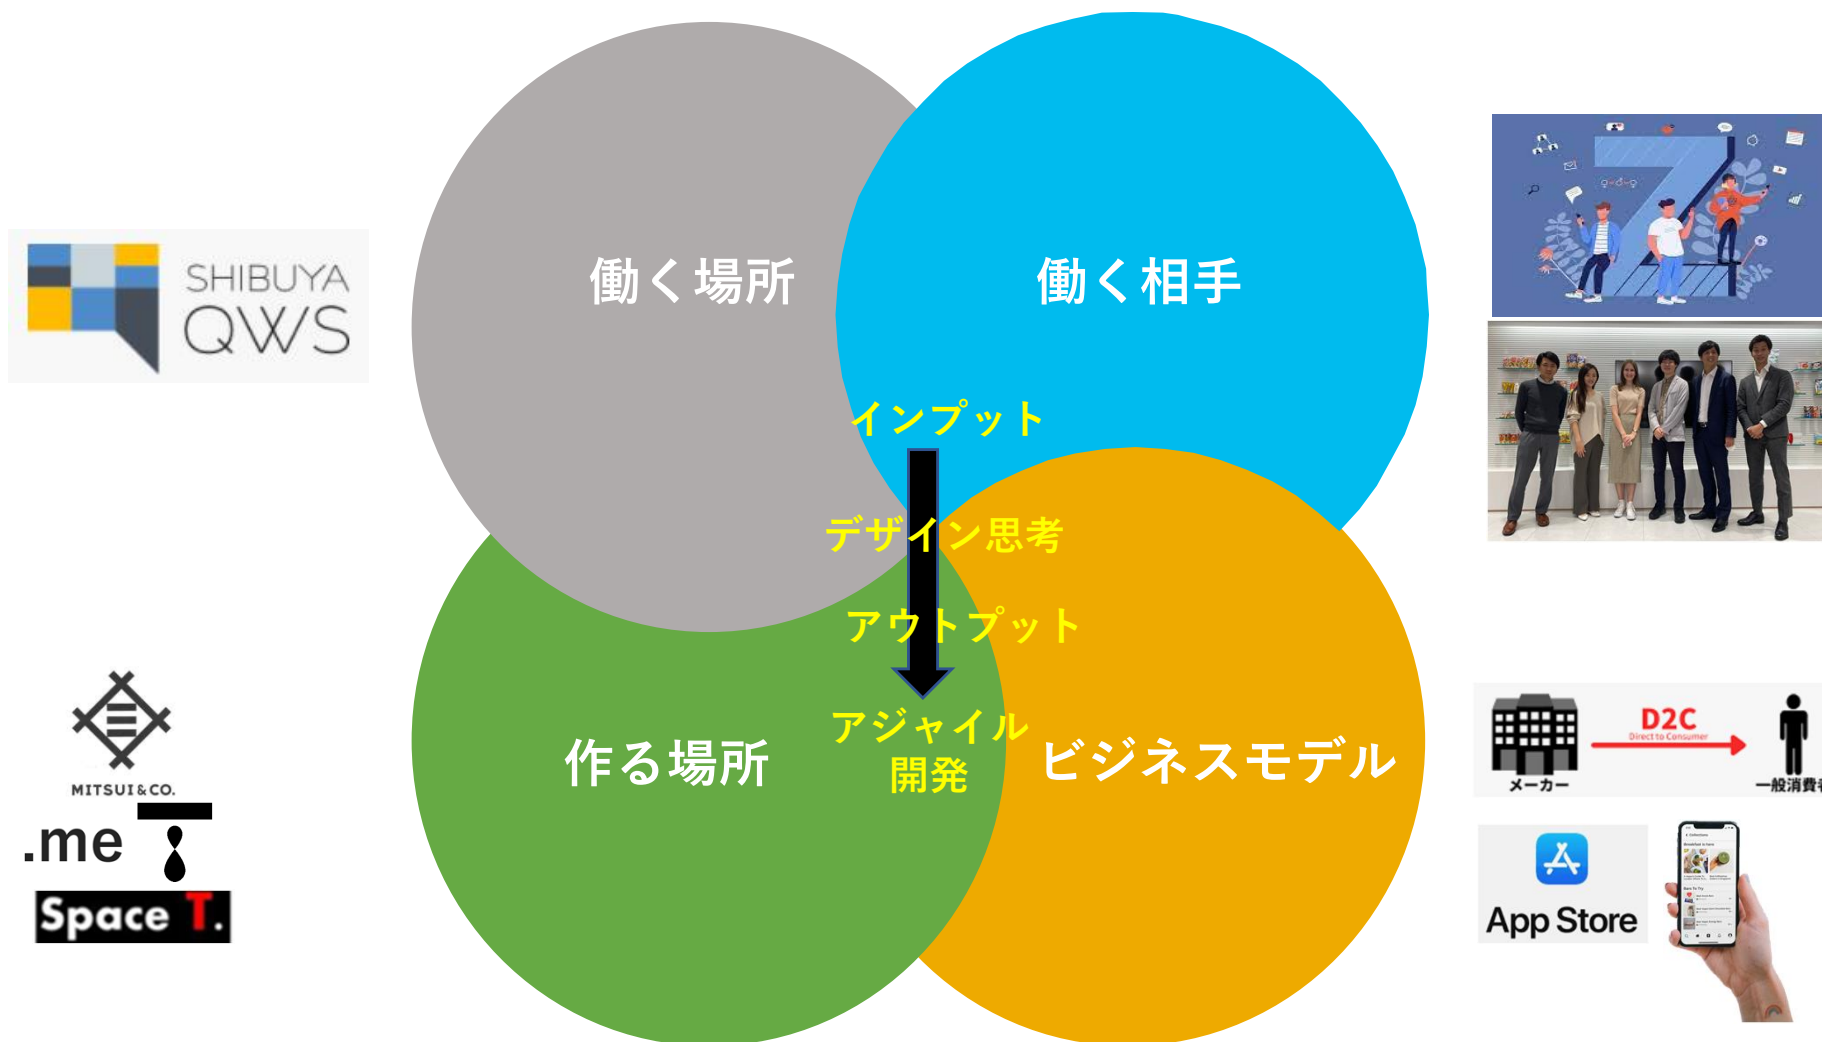 SHIBUYA
QWS
働く場所
働く相手
インプット
デザイン思考
アウトプット
アジャイル
開発
作る場所
ビジネスモデル
MITSUI & CO.
.me
Space T.
D2C
Direct to Consumer
メーカー
一般消費者
App Store